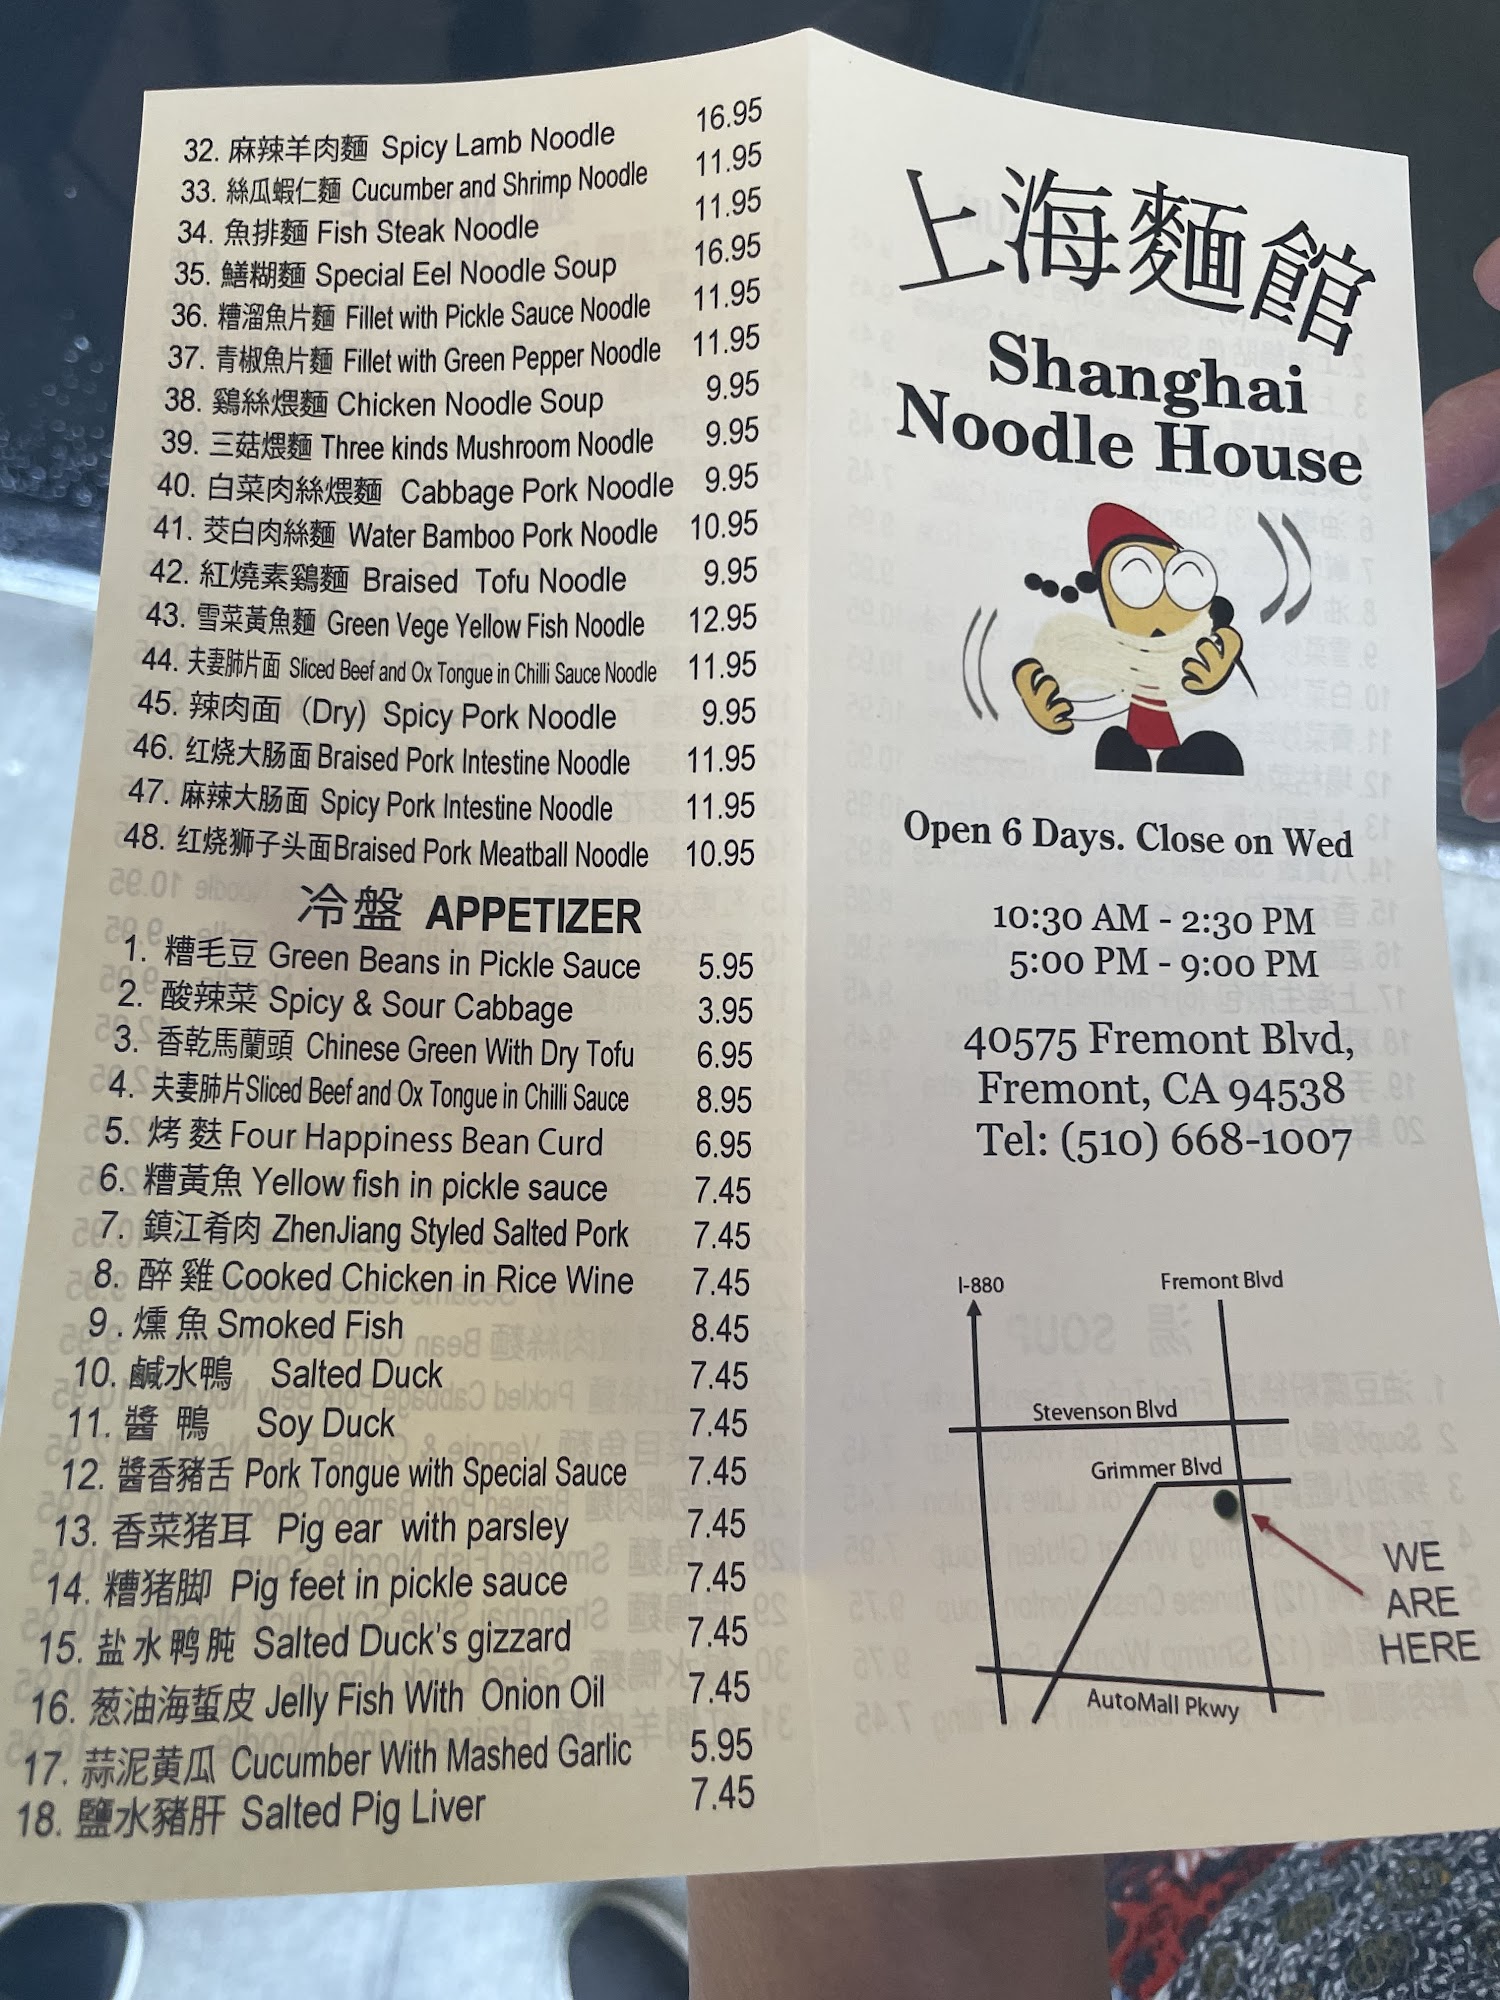 32. 麻辣羊肉麵 Spicy Lamb Noodle 16.95
33. 絲瓜蝦仁麵 Cucumber and Shrimp Noodle 11.95
34. 魚排麵 Fish Steak Noodle 11.95
35. 鱔糊麵 Special Eel Noodle Soup 16.95
36. 糟溜魚片麵 Fillet with Pickle Sauce Noodle 11.95
37. 青椒魚片麵 Fillet with Green Pepper Noodle 11.95
38. 鷄絲煨麵 Chicken Noodle Soup 9.95
39. 三菇煨麵 Three kinds Mushroom Noodle 9.95
40. 白菜肉絲煨麵 Cabbage Pork Noodle 9.95
41. 茭白肉絲麵 Water Bamboo Pork Noodle 10.95
42. 紅燒素鷄麵 Braised Tofu Noodle 9.95
43. 雪菜黃魚麵 Green Vege Yellow Fish Noodle 12.95
44. 夫妻肺片面 Sliced Beef and Ox Tongue in Chilli Sauce Noodle 11.95
45. 辣肉面 (Dry) Spicy Pork Noodle 9.95
46. 红烧大肠面 Braised Pork Intestine Noodle 11.95
47. 麻辣大肠面 Spicy Pork Intestine Noodle 11.95
48. 红烧狮子头面 Braised Pork Meatball Noodle 10.95
冷盤 APPETIZER
1. 糟毛豆 Green Beans in Pickle Sauce 5.95
2. 酸辣菜 Spicy & Sour Cabbage 3.95
3. 香乾馬蘭頭 Chinese Green With Dry Tofu 6.95
4. 夫妻肺片 Sliced Beef and Ox Tongue in Chilli Sauce 8.95
5. 烤麩 Four Happiness Bean Curd 6.95
6. 糟黃魚 Yellow fish in pickle sauce 7.45
7. 鎮江肴肉 ZhenJiang Styled Salted Pork 7.45
8. 醉雞 Cooked Chicken in Rice Wine 7.45
9 . 燻魚 Smoked Fish 8.45
10. 鹹水鴨 Salted Duck 7.45
11. 醬鴨 Soy Duck 7.45
12. 醬香豬舌 Pork Tongue with Special Sauce 7.45
13. 香菜猪耳 Pig ear with parsley 7.45
14. 糟猪脚 Pig feet in pickle sauce 7.45
15. 盐水鸭肫 Salted Duck's gizzard 7.45
16. 葱油海蜇皮 Jelly Fish With Onion Oil 7.45
17. 蒜泥黄瓜 Cucumber With Mashed Garlic 5.95
18. 鹽水豬肝 Salted Pig Liver 7.45
上海麵館
Shanghai
Noodle House
Open 6 Days. Close on Wed
10:30 AM - 2:30 PM
5:00 PM - 9:00 PM
40575 Fremont Blvd,
Fremont, CA 94538
Tel: (510) 668-1007
I-880
Fremont Blvd
Stevenson Blvd
Grimmer Blvd
WE
ARE
HERE
AutoMall Pkwy